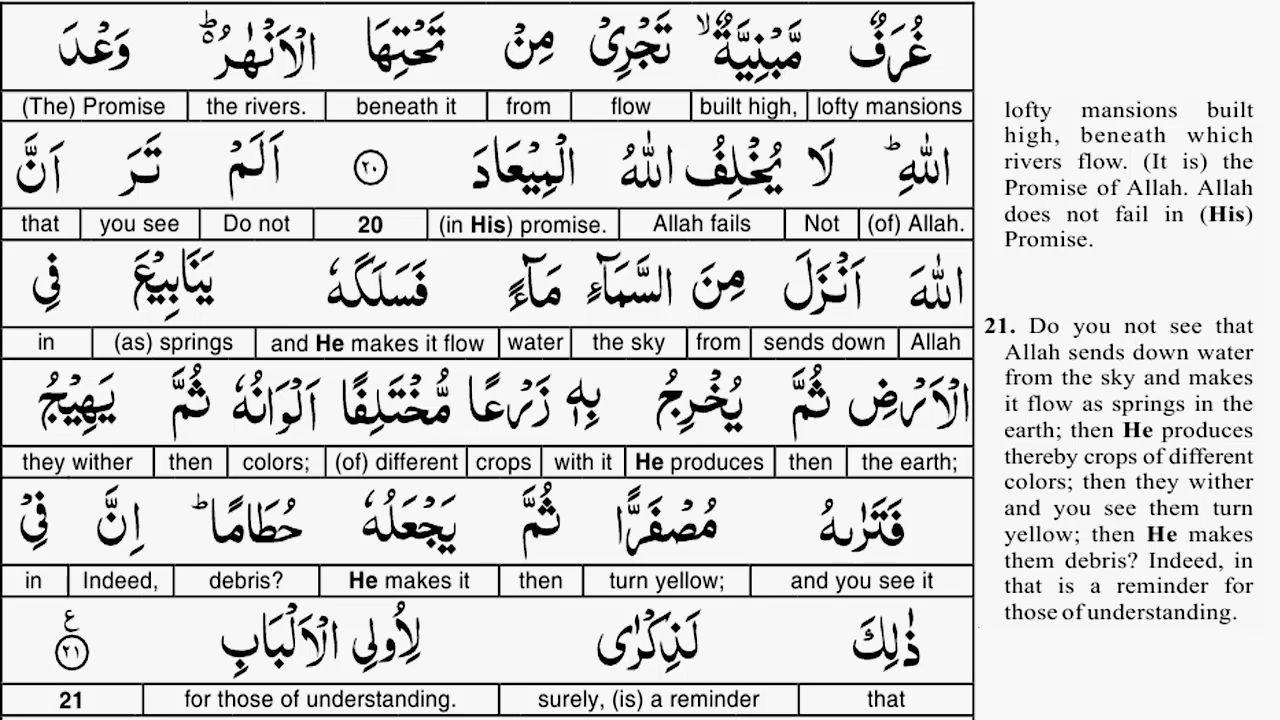 غُرَفٌ مَّبْنِيَّةٌ ۙ تَجْرِيْ مِنْ تَحْتِهَا الْاَنْهٰرُ ؕ۬ وَعْدَ
lofty mansions built high, flow from beneath it the rivers. (The) Promise
اللّٰهِ ؕ لَا يُخْلِفُ اللّٰهُ الْمِيْعَادَ ٢٠ اَلَمْ تَرَ اَنَّ
(of) Allah. Not Allah fails (in His) promise. 20 Do not you see that
اللّٰهَ اَنْزَلَ مِنَ السَّمَآءِ مَآءً فَسَلَكَهٗ يَنَابِيْعَ فِي
Allah sends down from the sky water and He makes it flow (as) springs in
الْاَرْضِ ثُمَّ يُخْرِجُ بِهٖ زَرْعًا مُّخْتَلِفًا اَلْوَانُهٗ ثُمَّ يَهِيْجُ
the earth; then He produces with it crops (of) different colors; then they wither
فَتَرٰىهُ مُصْفَرًّا ثُمَّ يَجْعَلُهٗ حُطَامًا ؕ اِنَّ فِيْ
and you see it turn yellow; then He makes it debris? Indeed, in
ذٰلِكَ لَذِكْرٰى لِاُولِي الْاَلْبَابِ ٢١ ع
that surely, (is) a reminder for those of understanding. 21
lofty mansions built
high, beneath which
rivers flow. (It is) the
Promise of Allah. Allah
does not fail in (His)
Promise.
21. Do you not see that
Allah sends down water
from the sky and makes
it flow as springs in the
earth; then He produces
thereby crops of different
colors; then they wither
and you see them turn
yellow; then He makes
them debris? Indeed, in
that is a reminder for
those of understanding.